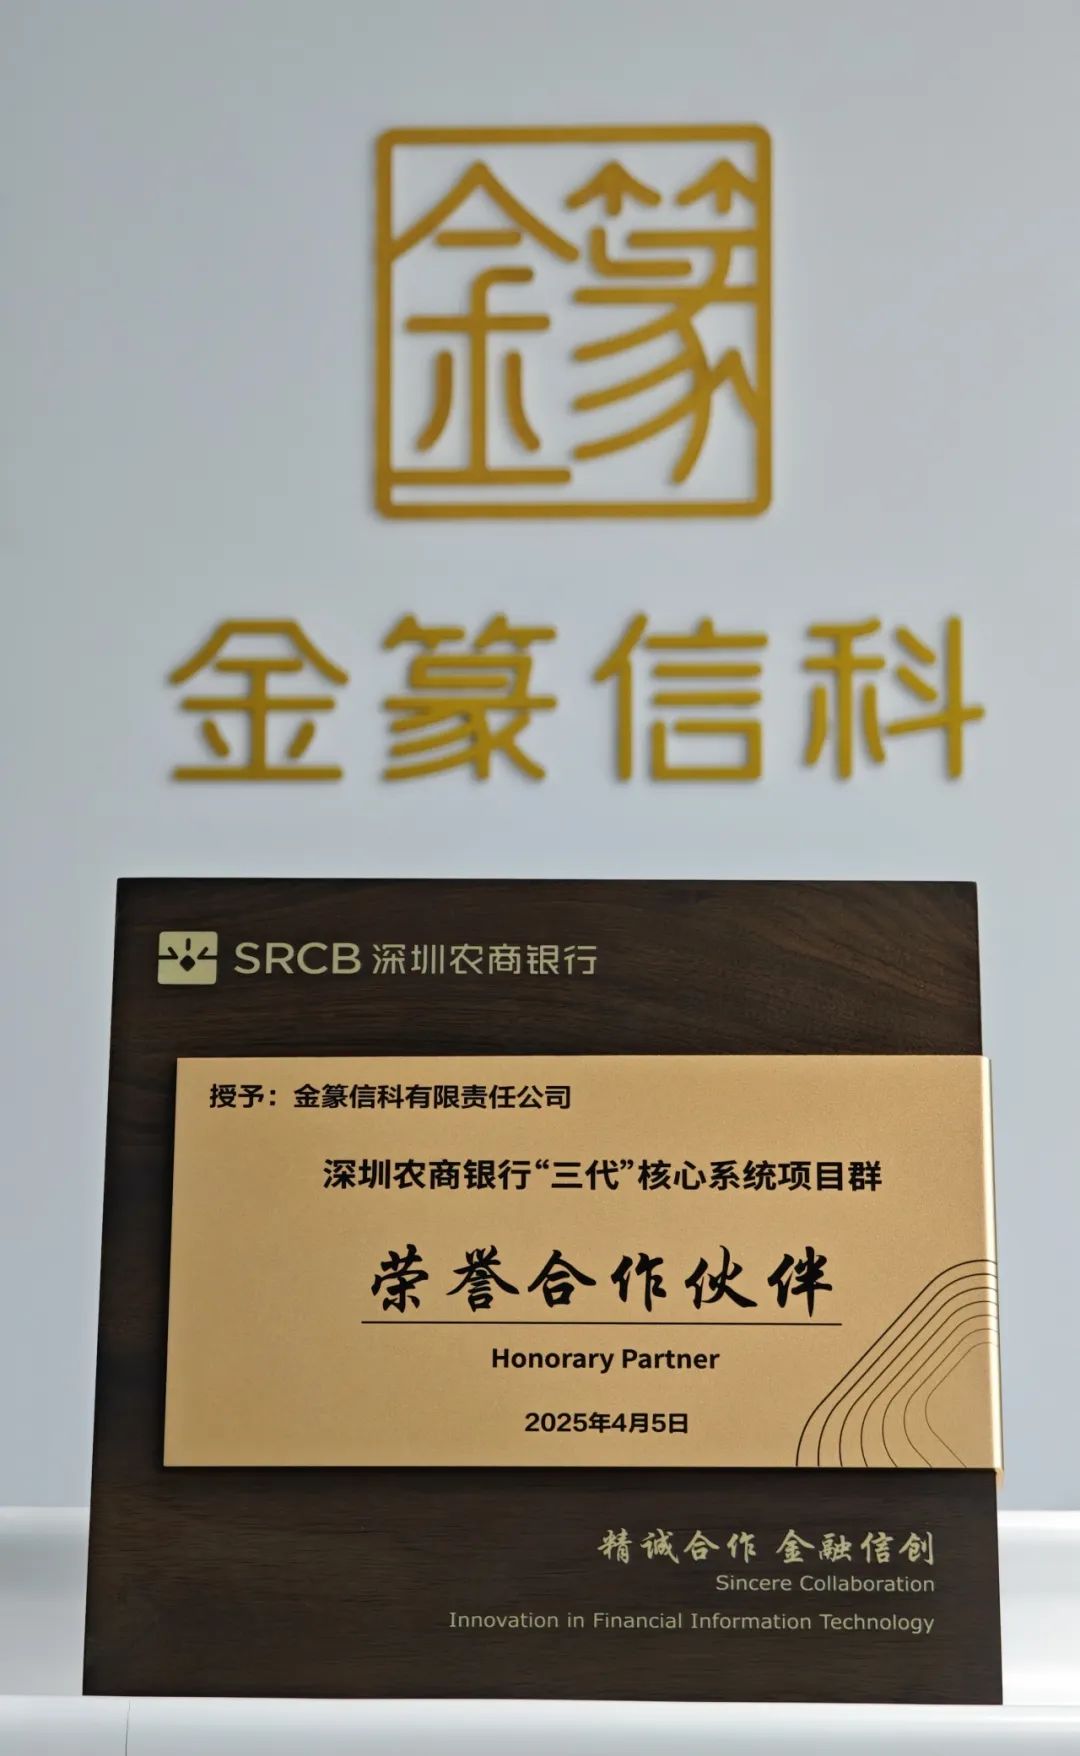 金篆
金篆信科
SRCB 深圳农商银行
授予：金篆信科有限责任公司
深圳农商银行“三代”核心系统项目群
荣誉合作伙伴
Honorary Partner
2025年4月5日
精诚合作 金融信创
Sincere Collaboration
Innovation in Financial Information Technology